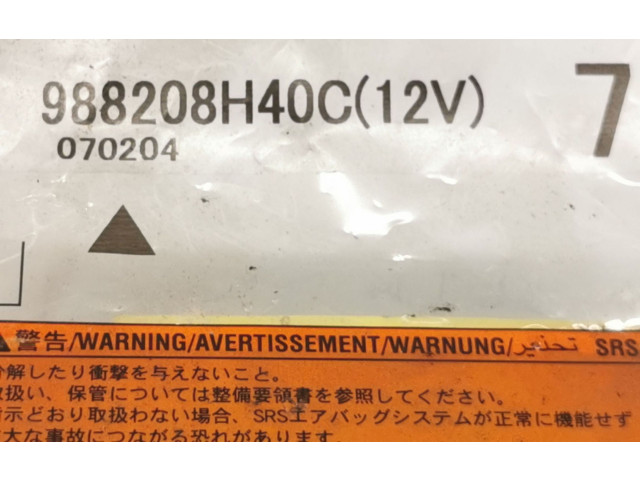 988208H40C(12V) 7
070204
警告/WARNING/AVERTISSEMENT/WARNUNG/تحذير SRS
分解したり衝撃を与えないこと。
取扱い、保管については整備要領書を参照してください。
指示どおり取扱わない場合、SRSエアバッグシステムが正常に機能せず
大な事故につながる恐れがあります。